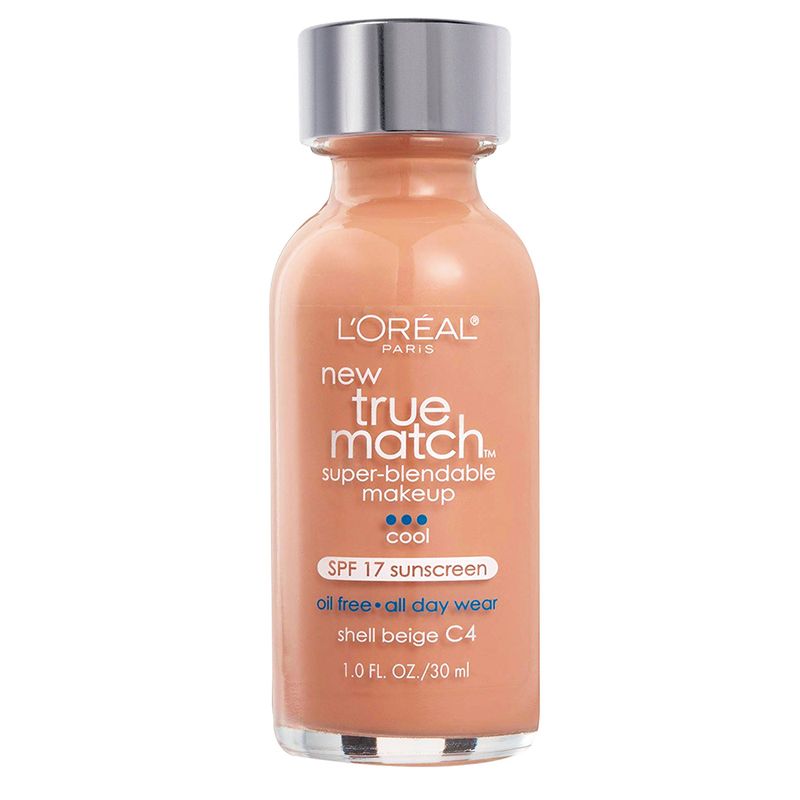 L'ORÉAL®
PARIS
new
true
match™
super-blendable
makeup
cool
SPF 17 sunscreen
oil free • all day wear
shell beige C4
1.0 FL. OZ./30 ml